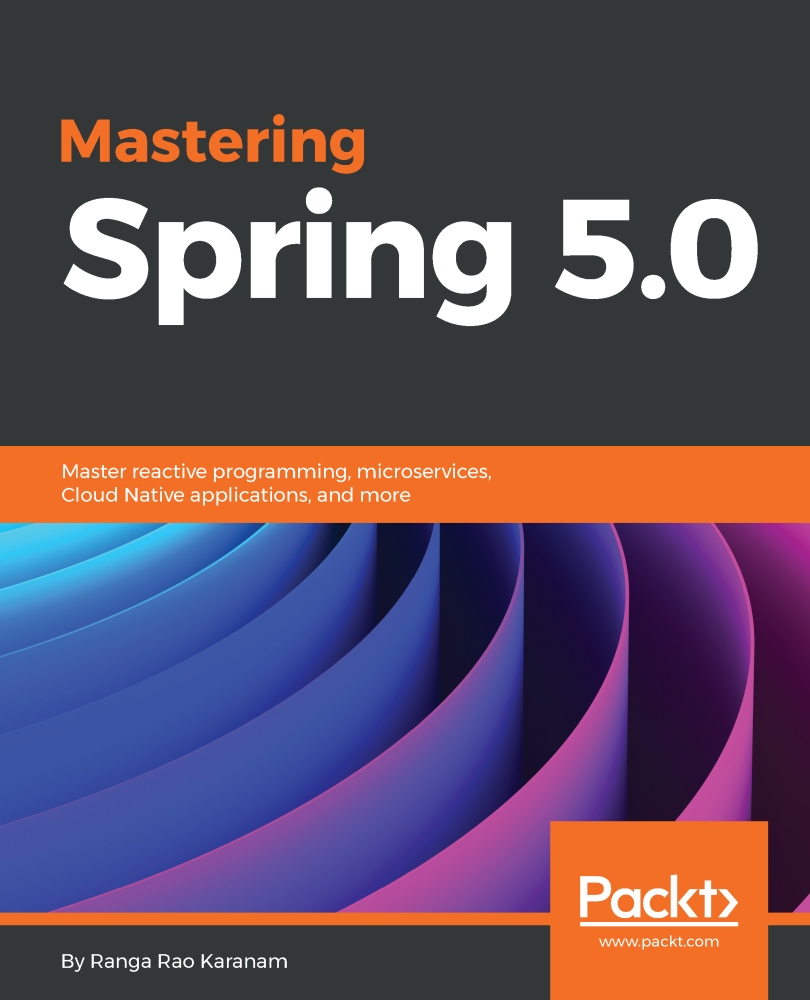 Mastering
Spring 5.0
Master reactive programming, microservices,
Cloud Native applications, and more
Packt>
www.packt.com
By Ranga Rao Karanam